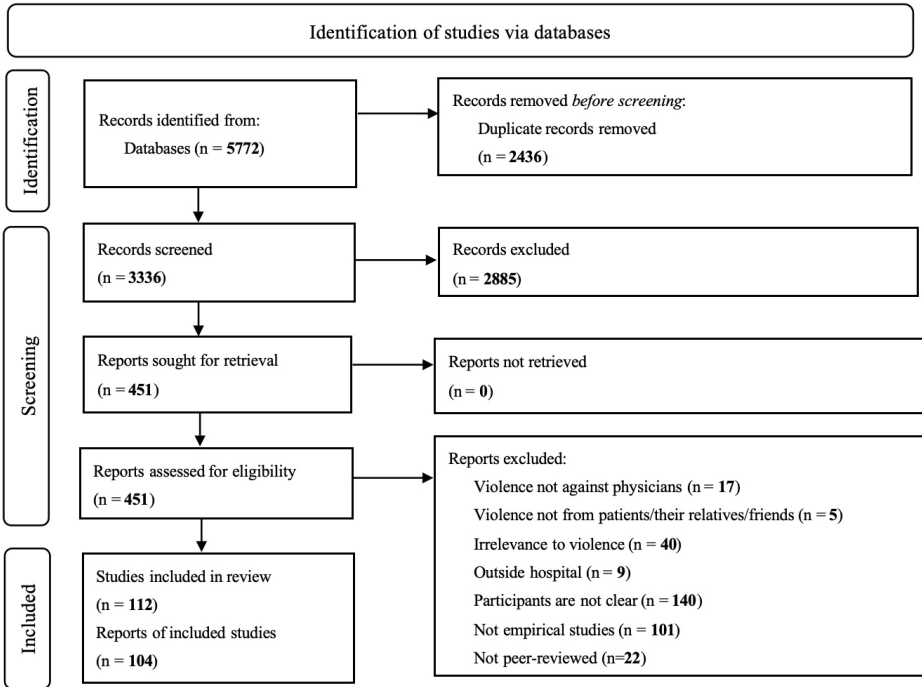 Identification of studies via databases
Identification
Records identified from:
Databases (n = 5772)
Records removed before screening:
Duplicate records removed
(n = 2436)
Screening
Records screened
(n = 3336)
Records excluded
(n = 2885)
Reports sought for retrieval
(n = 451)
Reports not retrieved
(n = 0)
Reports assessed for eligibility
(n = 451)
Reports excluded:
Violence not against physicians (n = 17)
Violence not from patients/their relatives/friends (n = 5)
Irrelevance to violence (n = 40)
Outside hospital (n = 9)
Participants are not clear (n = 140)
Not empirical studies (n = 101)
Not peer-reviewed (n=22)
Included
Studies included in review
(n = 112)
Reports of included studies
(n = 104)